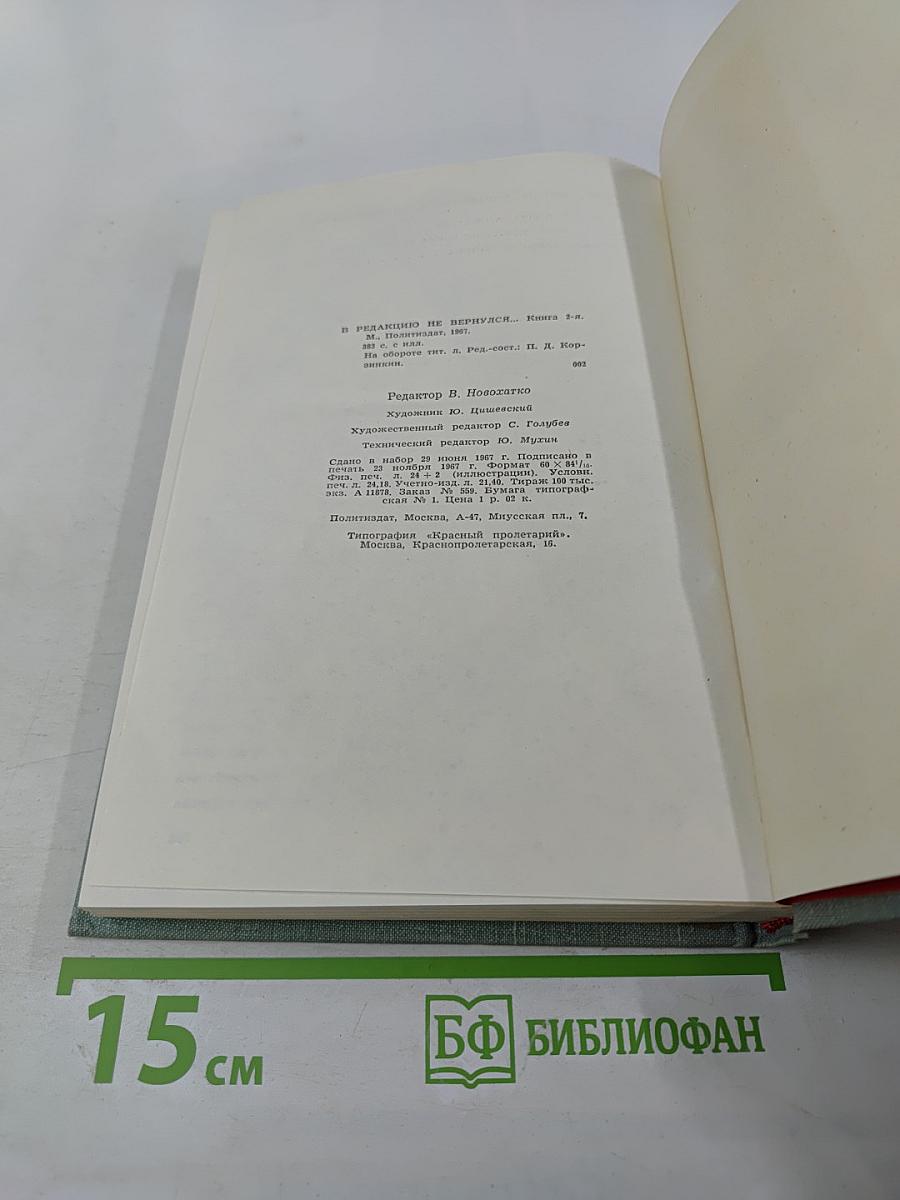 В РЕДАКЦИЮ НЕ ВЕРНУЛСЯ... Книга 2-я.
М., Политиздат, 1967.
383 с. с илл.
На обороте тит. л. Ред.-сост.: П. Д. Кор-
зинкин. 002
Редактор В. Новохатко
Художник Ю. Цишевский
Художественный редактор С. Голубев
Технический редактор Ю. Мухин
Сдано в набор 29 июня 1967 г. Подписано в
печать 23 ноября 1967 г. Формат 60 × 84¹/₁₆.
Физ. печ. л. 24 + 2 (иллюстрации). Условн.
печ. л. 24,18. Учетно-изд. л. 21,40. Тираж 100 тыс.
экз. А 11878. Заказ № 559. Бумага типограф-
ская № 1. Цена 1 р. 02 к.
Политиздат, Москва, А-47, Миусская пл., 7.
Типография «Красный пролетарий».
Москва, Краснопролетарская, 16.
15 см
БФ БИБЛИОФАН